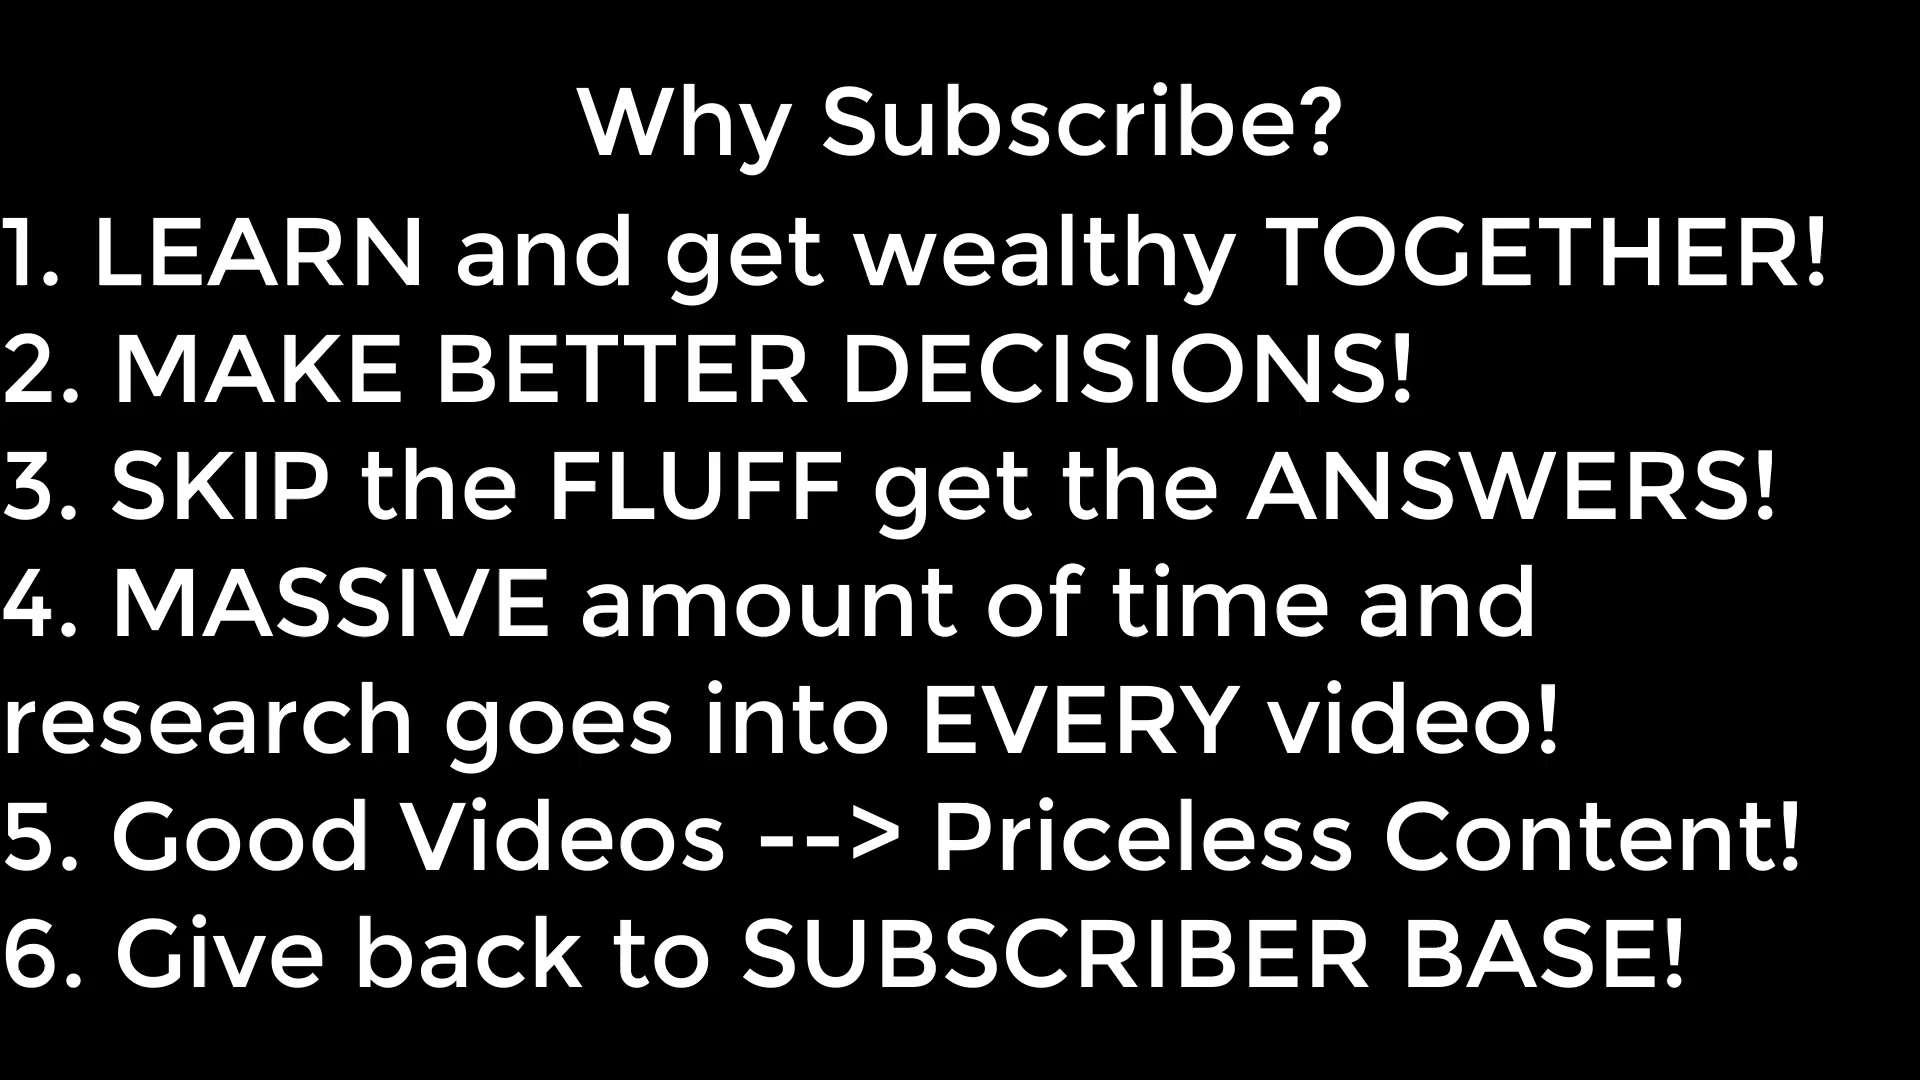 Why Subscribe?
1. LEARN and get wealthy TOGETHER!
2. MAKE BETTER DECISIONS!
3. SKIP the FLUFF get the ANSWERS!
4. MASSIVE amount of time and
research goes into EVERY video!
5. Good Videos --> Priceless Content!
6. Give back to SUBSCRIBER BASE!